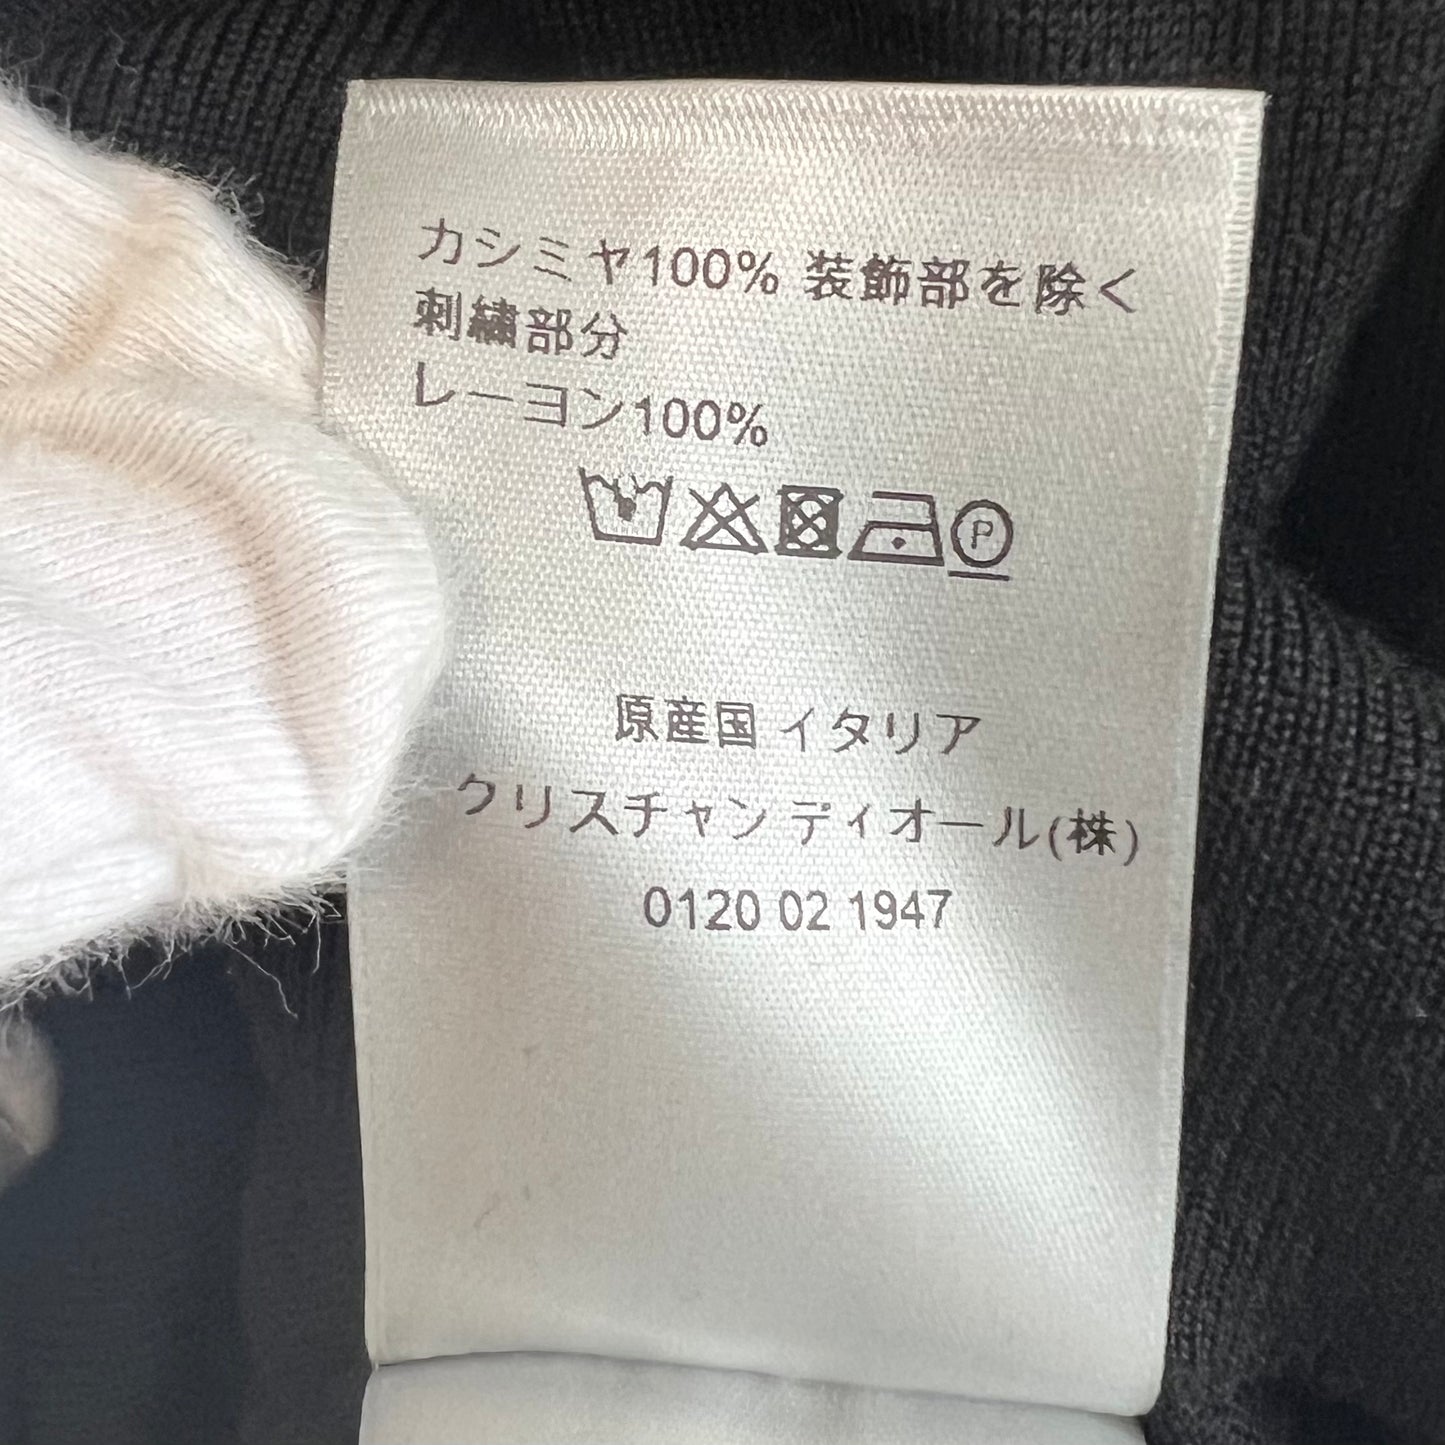 カシミヤ100% 装飾部を除く
刺繍部分
レーヨン100%
P
原産国 イタリア
クリスチャン ディオール(株)
0120 02 1947